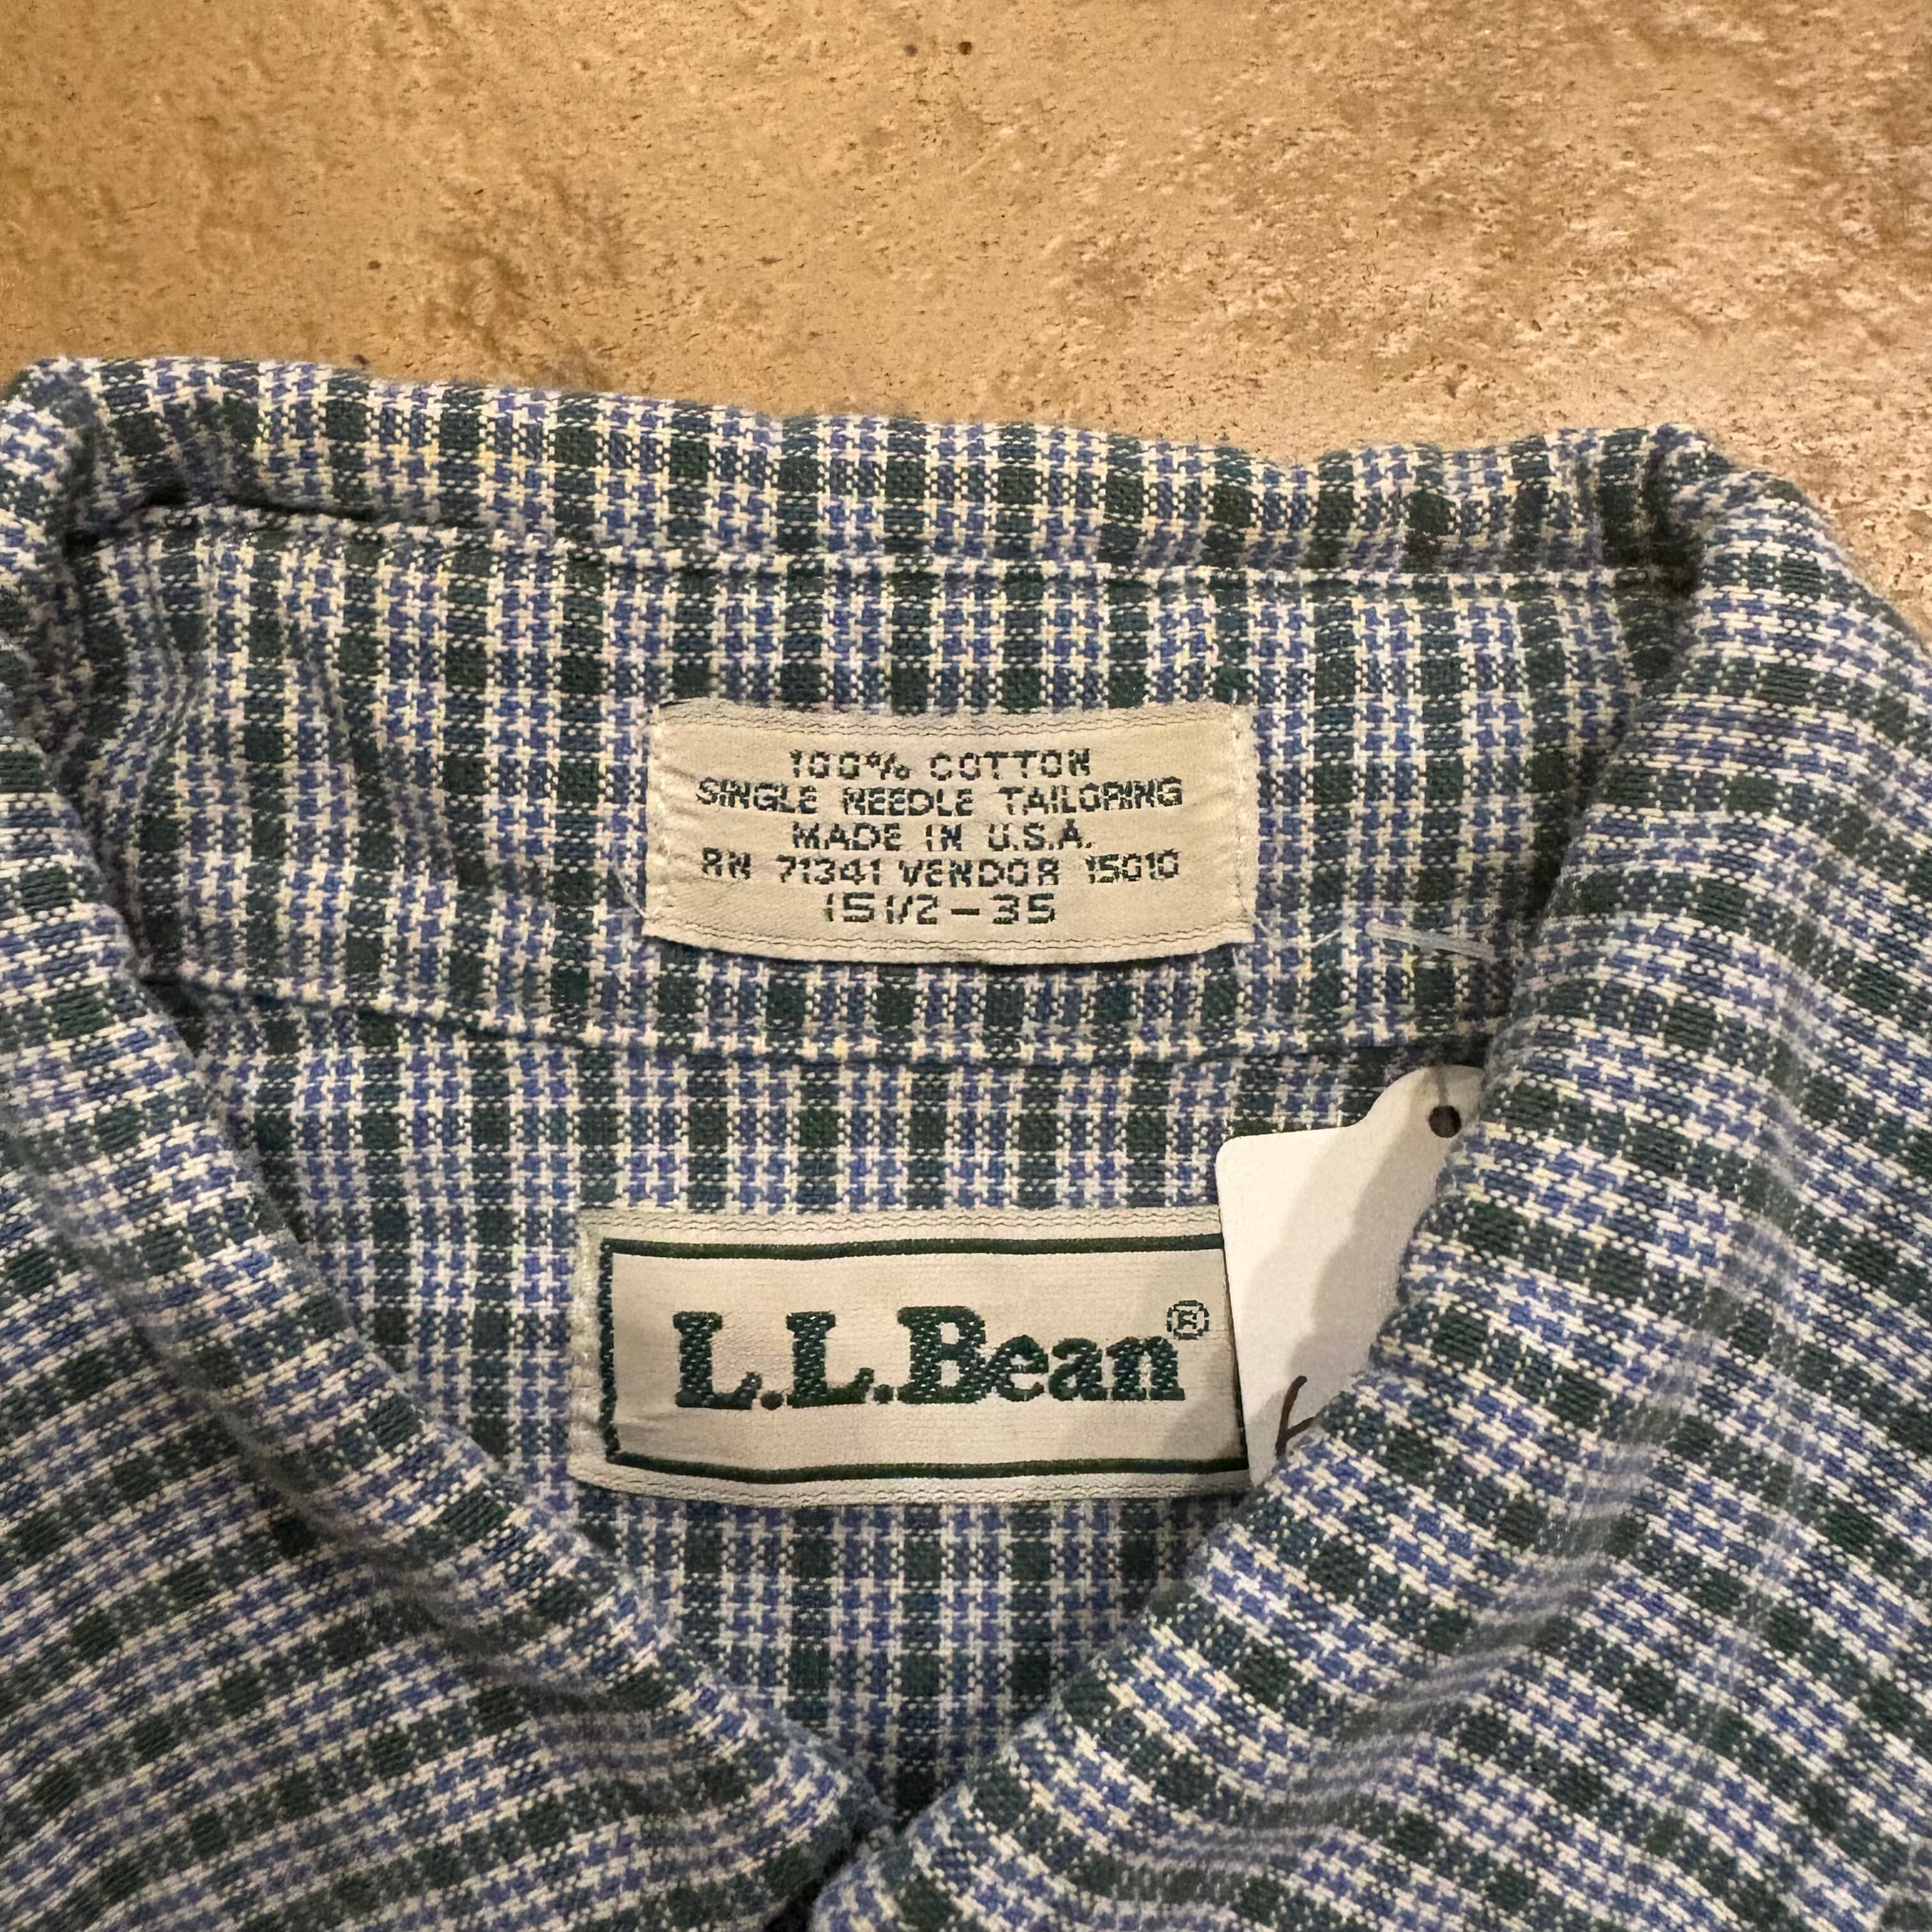 100% COTTON
SINGLE NEEDLE TAILORING
MADE IN U.S.A.
RN 71341 VENDOR 15010
15 1/2 - 35
L.L.Bean®